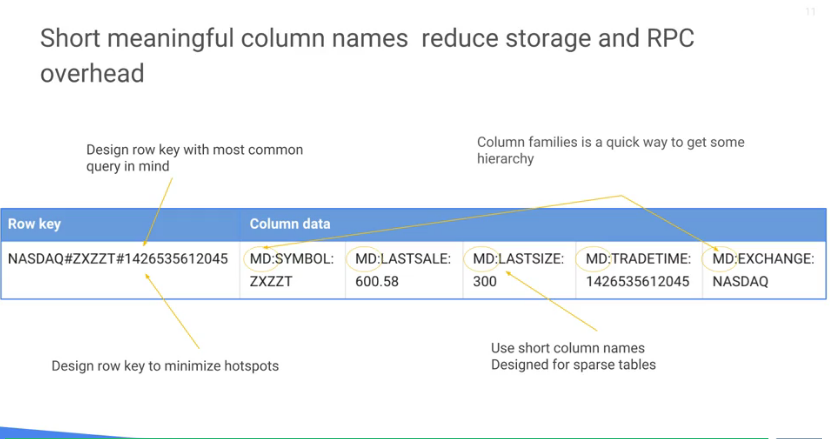 11
Short meaningful column names reduce storage and RPC
overhead
Design row key with most common
query in mind
Column families is a quick way to get some
hierarchy
Row key
Column data
NASDAQ#ZXZZT#1426535612045
MD:SYMBOL:
ZXZZT
MD:LASTSALE:
600.58
MD:LASTSIZE:
300
MD:TRADETIME:
1426535612045
MD:EXCHANGE:
NASDAQ
Design row key to minimize hotspots
Use short column names
Designed for sparse tables